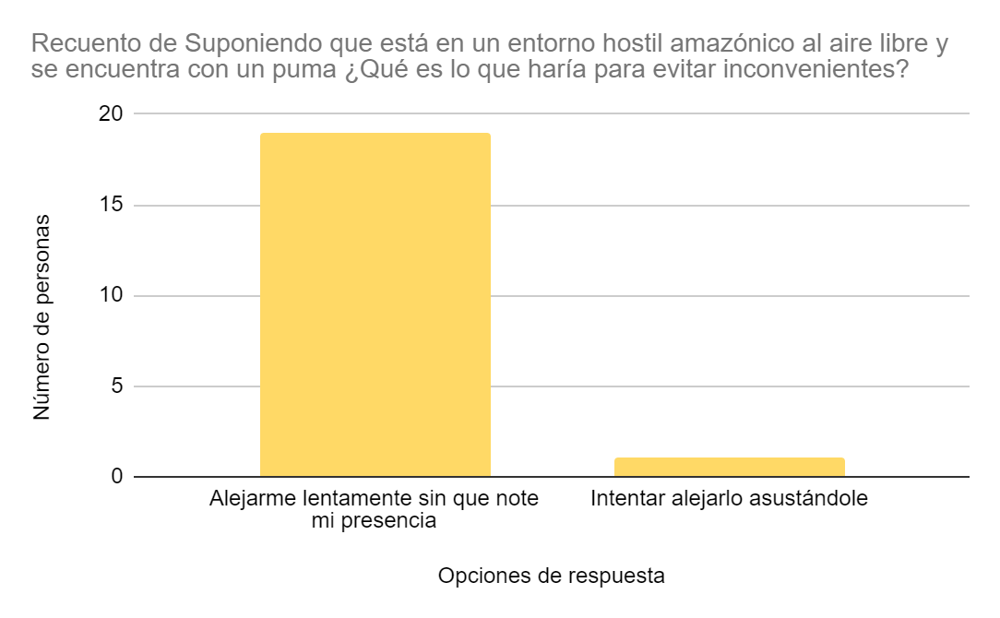 Recuento de Suponiendo que está en un entorno hostil amazónico al aire libre y
se encuentra con un puma ¿Qué es lo que haría para evitar inconvenientes?
20
15
10
5
0
Número de personas
Alejarme lentamente sin que note
mi presencia
Intentar alejarlo asustándole
Opciones de respuesta